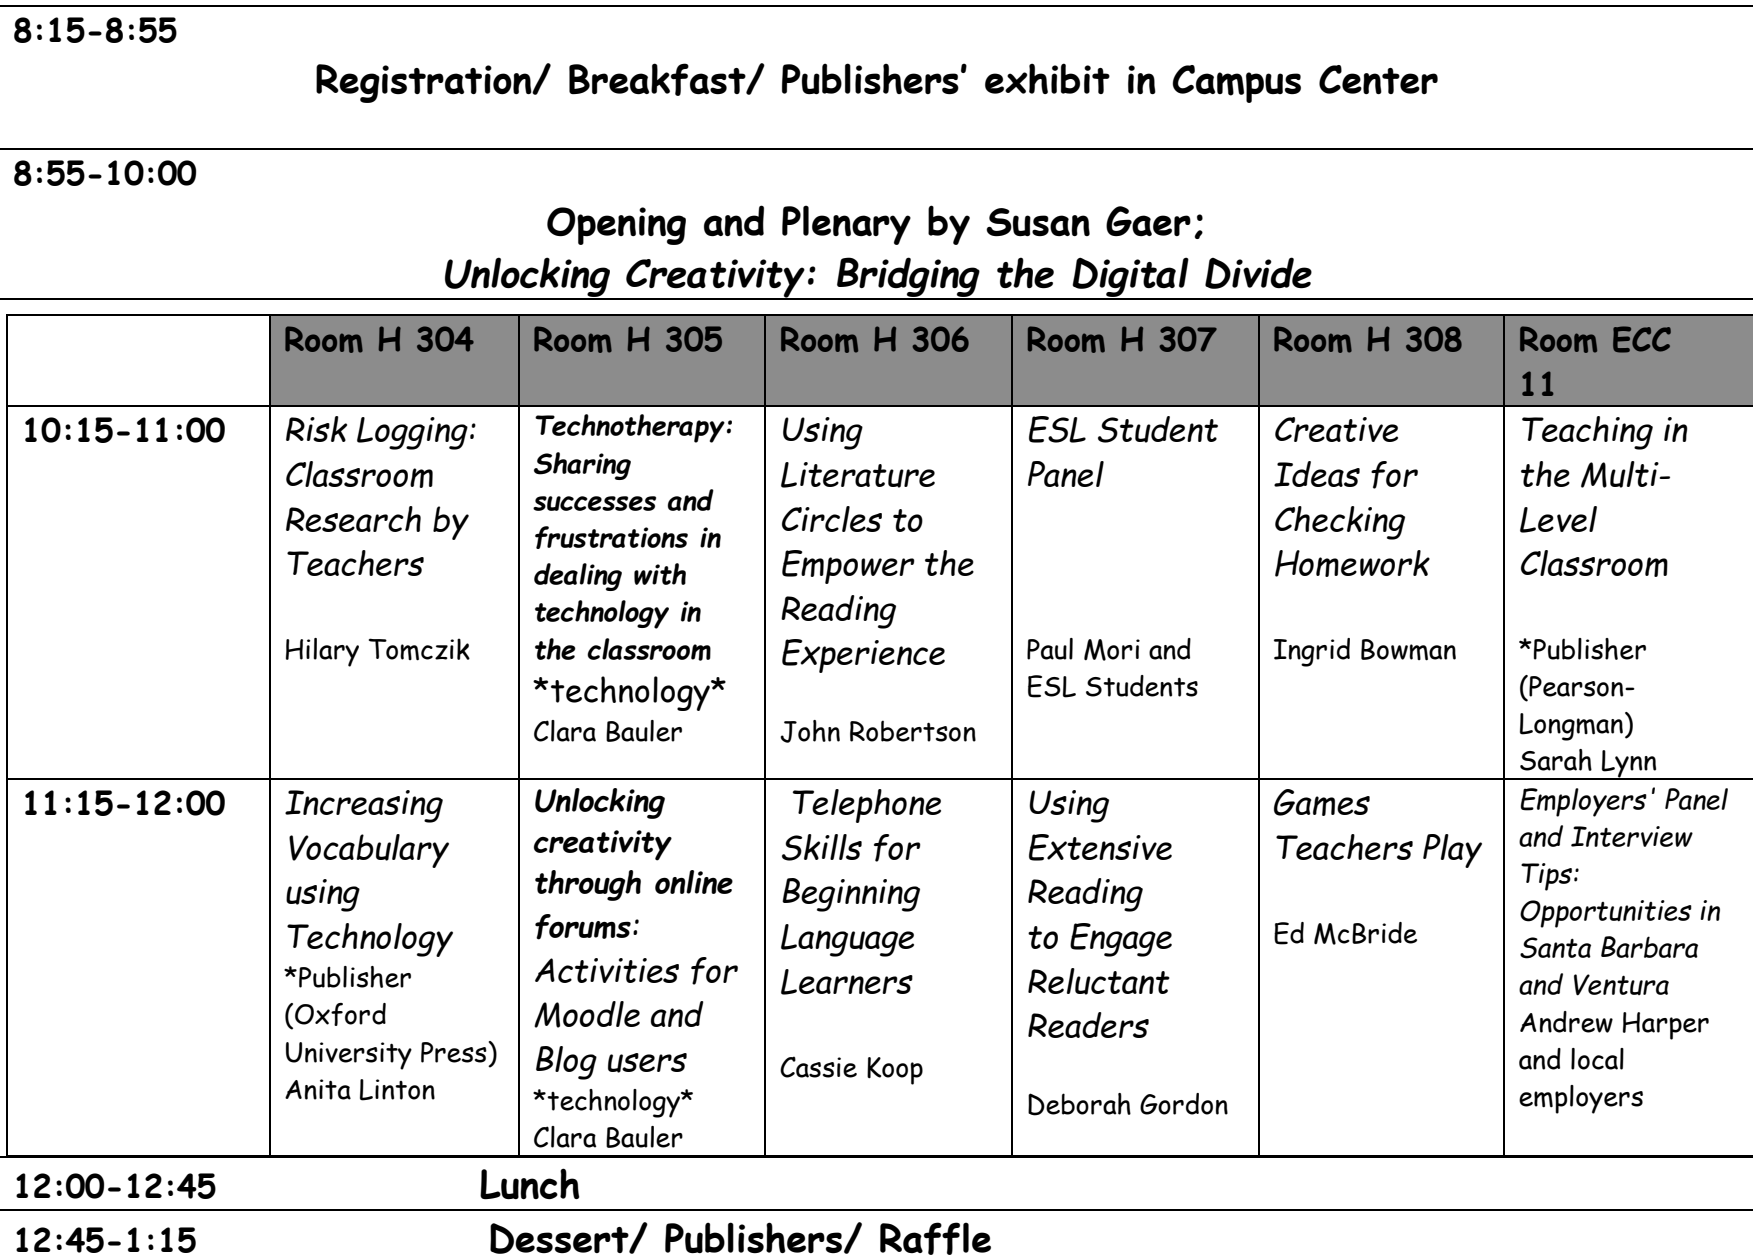 8:15-8:55
Registration/ Breakfast/ Publishers’ exhibit in Campus Center
8:55-10:00
Opening and Plenary by Susan Gaer;
Unlocking Creativity: Bridging the Digital Divide
Room H 304
Room H 305
Room H 306
Room H 307
Room H 308
Room ECC
11
10:15-11:00
Risk Logging:
Classroom
Research by
Teachers
Hilary Tomczik
Technotherapy:
Sharing
successes and
frustrations in
dealing with
technology in
the classroom
*technology*
Clara Bauler
Using
Literature
Circles to
Empower the
Reading
Experience
John Robertson
ESL Student
Panel
Paul Mori and
ESL Students
Creative
Ideas for
Checking
Homework
Ingrid Bowman
Teaching in
the Multi-
Level
Classroom
*Publisher
(Pearson-
Longman)
Sarah Lynn
11:15-12:00
Increasing
Vocabulary
using
Technology
*Publisher
(Oxford
University Press)
Anita Linton
Unlocking
creativity
through online
forums:
Activities for
Moodle and
Blog users
*technology*
Clara Bauler
Telephone
Skills for
Beginning
Language
Learners
Cassie Koop
Using
Extensive
Reading
to Engage
Reluctant
Readers
Deborah Gordon
Games
Teachers Play
Ed McBride
Employers' Panel
and Interview
Tips:
Opportunities in
Santa Barbara
and Ventura
Andrew Harper
and local
employers
12:00-12:45 Lunch
12:45-1:15 Dessert/ Publishers/ Raffle